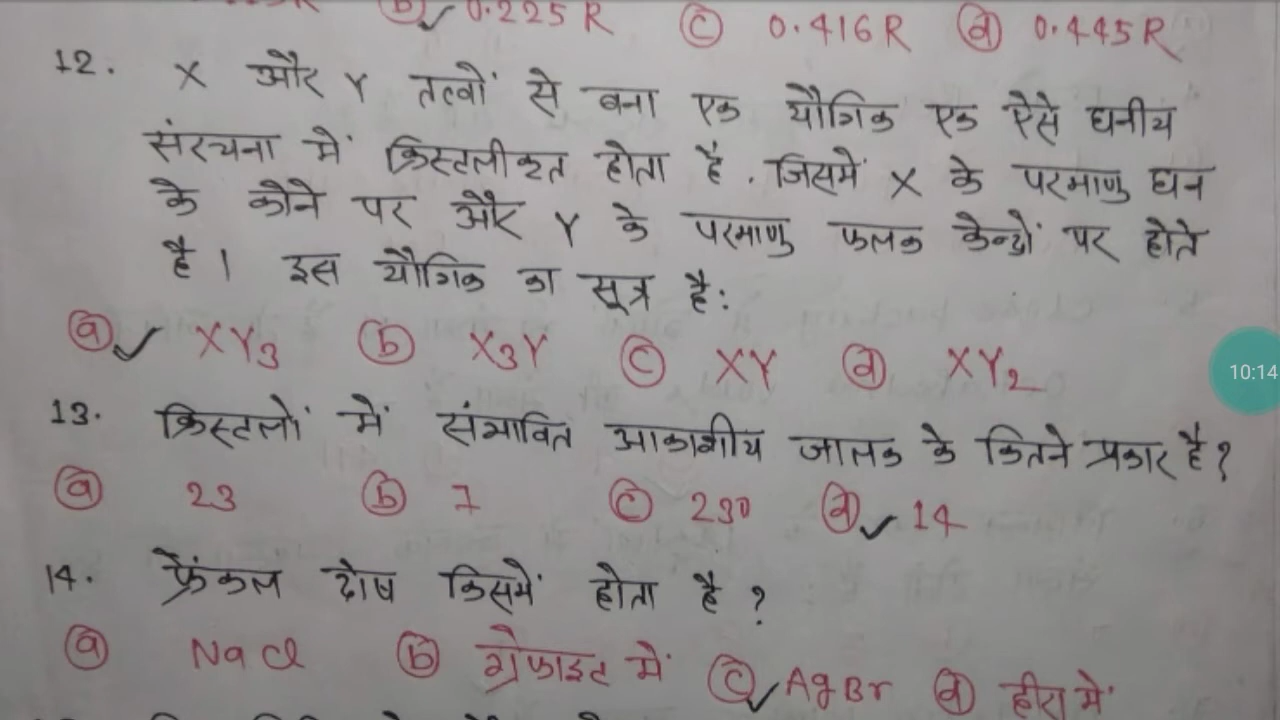 ⓑ✓ 0.225 R ⓒ 0.416 R ⓓ 0.445 R
12. X और Y तत्वों से बना एक यौगिक एक ऐसे घनीय
संरचना में क्रिस्टलीकृत होता है . जिसमें X के परमाणु घन
के कोने पर और Y के परमाणु फलक केन्द्रों पर होते
है । इस यौगिक का सूत्र है :
ⓐ✓ XY₃ ⓑ X₃Y ⓒ XY ⓓ XY₂
10:14
13. क्रिस्टलों में संभावित आकाशीय जालक के कितने प्रकार है ?
ⓐ 23 ⓑ 7 ⓒ 230 ⓓ✓ 14
14. फ्रेंकल दोष किसमें होता है ?
ⓐ NaCl ⓑ ग्रेफाइट में ⓒ✓ AgBr ⓓ हीरा में